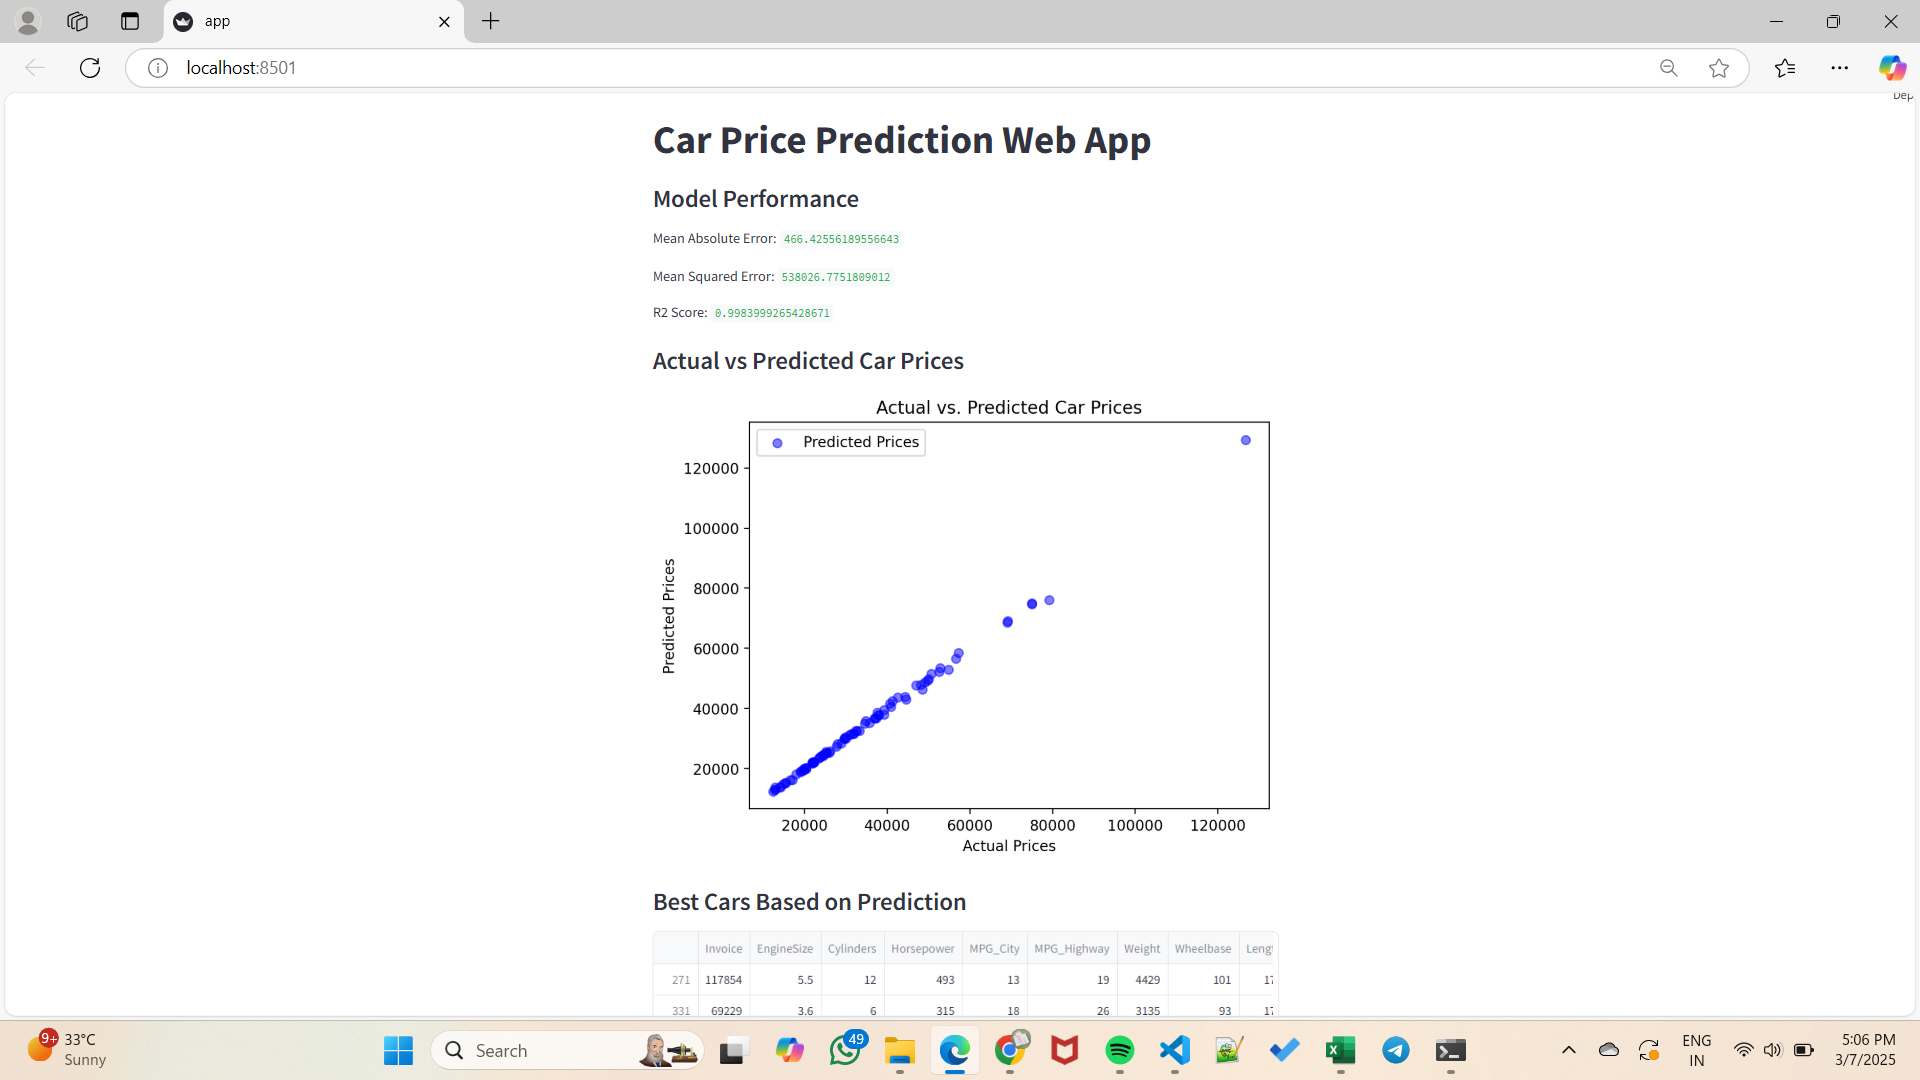 app
localhost:8501
Dep
Car Price Prediction Web App
Model Performance
Mean Absolute Error: 466.42556189556643
Mean Squared Error: 538026.7751809012
R2 Score: 0.9983999265428671
Actual vs Predicted Car Prices
Actual vs. Predicted Car Prices
Predicted Prices
120000
100000
80000
60000
40000
20000
Predicted Prices
20000 40000 60000 80000 100000 120000
Actual Prices
Best Cars Based on Prediction
Invoice EngineSize Cylinders Horsepower MPG_City MPG_Highway Weight Wheelbase Leng
271 117854 5.5 12 493 13 19 4429 101 17
331 69229 3.6 6 315 18 26 3135 93 17
9+ 33°C
Sunny
Search
49
ENG
IN
5:06 PM
3/7/2025